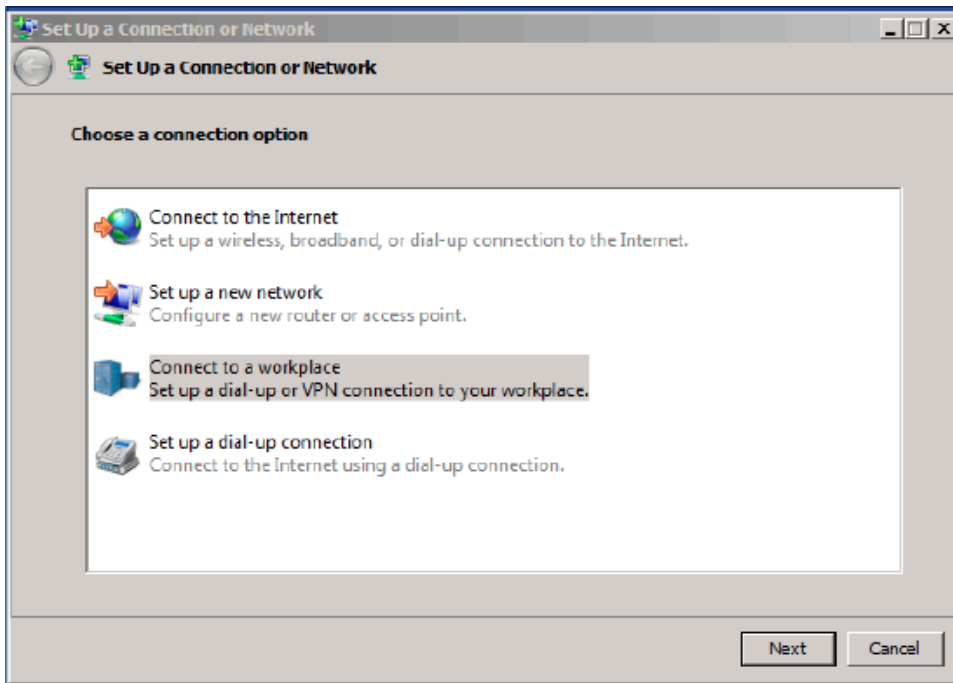 Set Up a Connection or Network
Set Up a Connection or Network
Choose a connection option
Connect to the Internet
Set up a wireless, broadband, or dial-up connection to the Internet.
Set up a new network
Configure a new router or access point.
Connect to a workplace
Set up a dial-up or VPN connection to your workplace.
Set up a dial-up connection
Connect to the Internet using a dial-up connection.
Next Cancel